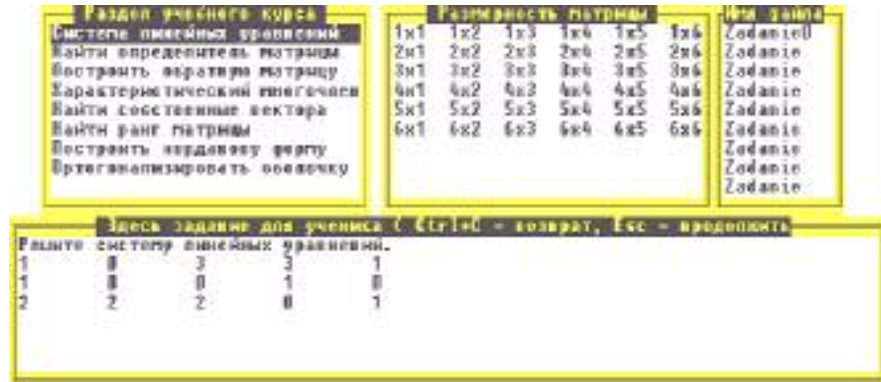 Раздел учебного курса
Система линейных уравнений
Найти определитель матрицы
Построить обратную матрицу
Характеристический многочлен
Найти собственные вектора
Найти ранг матрицы
Построить жорданову форму
Ортогонализировать оболочку
Размерность матрицы
1x1 1x2 1x3 1x4 1x5 1x6
2x1 2x2 2x3 2x4 2x5 2x6
3x1 3x2 3x3 3x4 3x5 3x6
4x1 4x2 4x3 4x4 4x5 4x6
5x1 5x2 5x3 5x4 5x5 5x6
6x1 6x2 6x3 6x4 6x5 6x6
Имя файла
Zadanie0
Zadanie
Zadanie
Zadanie
Zadanie
Zadanie
Zadanie
Zadanie
Zadanie
Здесь задание для ученика ( Ctrl+C - возврат, Esc - продолжить
Решите систему линейных уравнений.
1 0 3 3 1
1 0 0 1 0
2 2 2 0 1